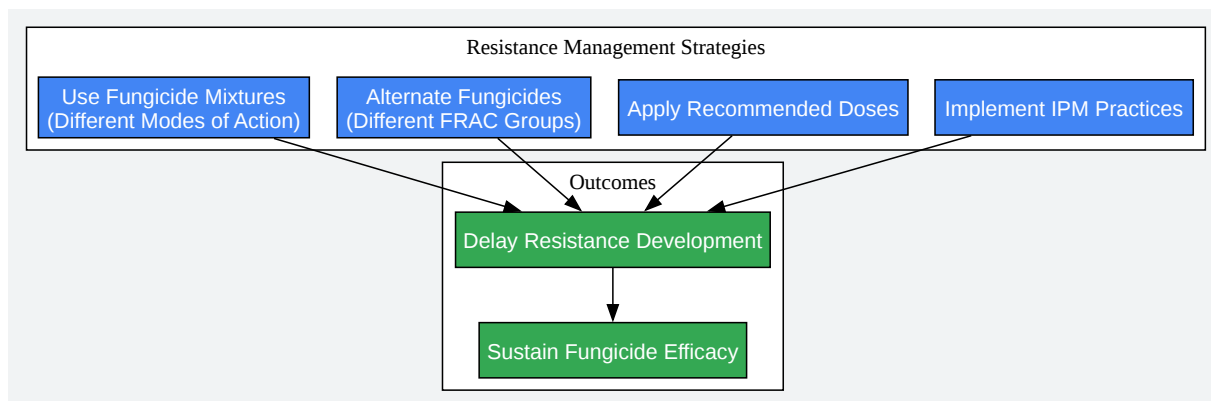 Resistance Management Strategies
Use Fungicide Mixtures
(Different Modes of Action)
Alternate Fungicides
(Different FRAC Groups)
Apply Recommended Doses
Implement IPM Practices
Outcomes
Delay Resistance Development
Sustain Fungicide Efficacy